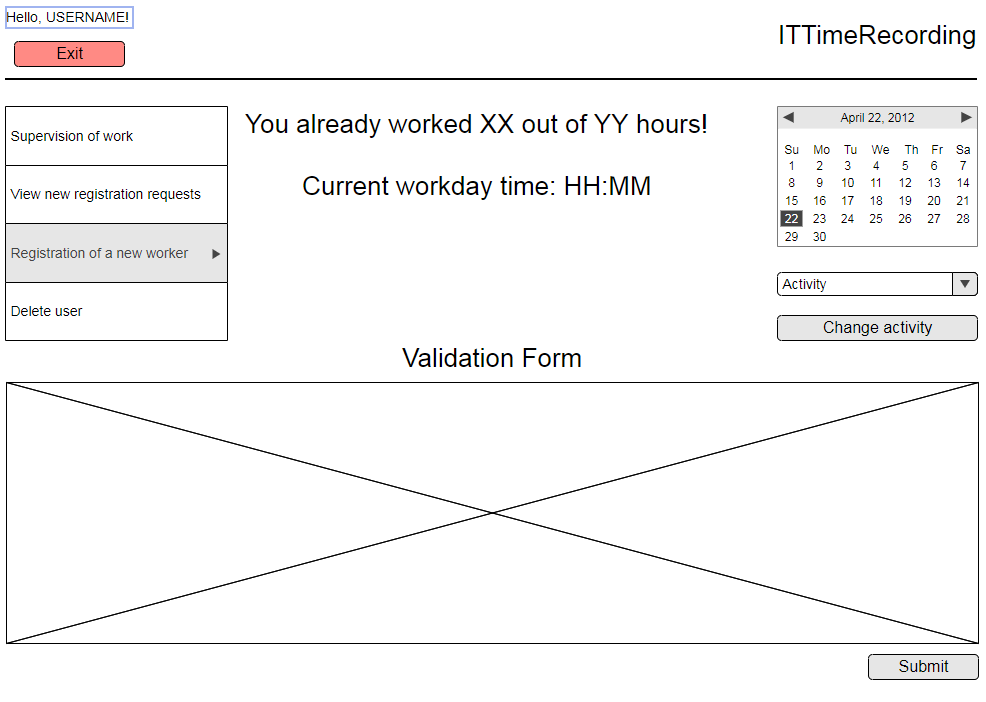 Hello, USERNAME!
Exit
ITTimeRecording
Supervision of work
View new registration requests
Registration of a new worker
Delete user
You already worked XX out of YY hours!
Current workday time: HH:MM
April 22, 2012
Su Mo Tu We Th Fr Sa
1 2 3 4 5 6 7
8 9 10 11 12 13 14
15 16 17 18 19 20 21
22 23 24 25 26 27 28
29 30
Activity
Change activity
Validation Form
Submit